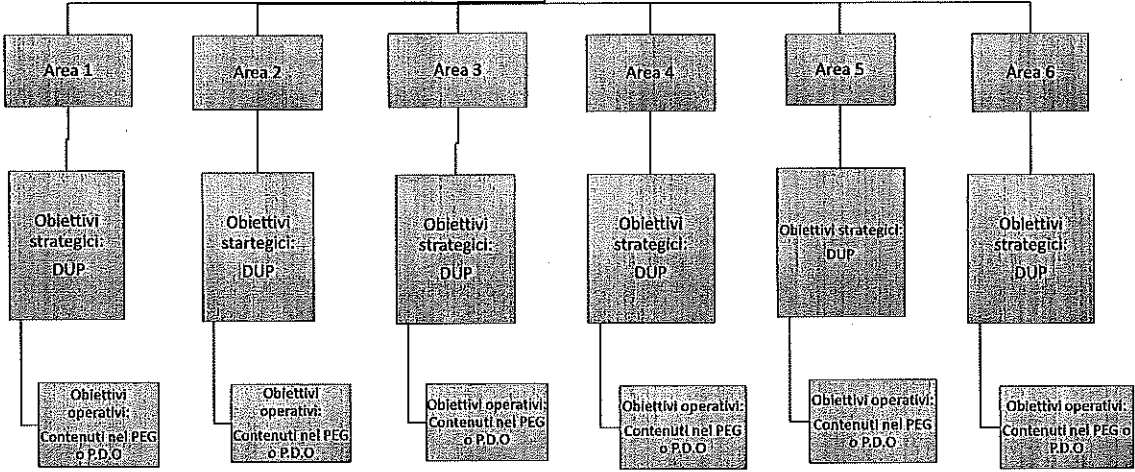 Area 1
Area 2
Area 3
Area 4
Area 5
Area 6
Obiettivi
strategici:
DUP
Obiettivi
startegici:
DUP
Obiettivi
strategici:
DUP
Obiettivi
strategici:
DUP
Obiettivi strategici:
DUP
Obiettivi
strategici:
DUP
Obiettivi
operativi:
Contenuti nel PEG
o P.D.O
Obiettivi
operativi:
Contenuti nel PEG
o P.D.O
Obiettivi operativi:
Contenuti nel PEG
o P.D.O
Obiettivi operativi:
Contenuti nel PEG
o P.D.O
Obiettivi operativi:
Contenuti nel PEG
o P.D.O
Obiettivi operativi:
Contenuti nel PEG o
P.D.O